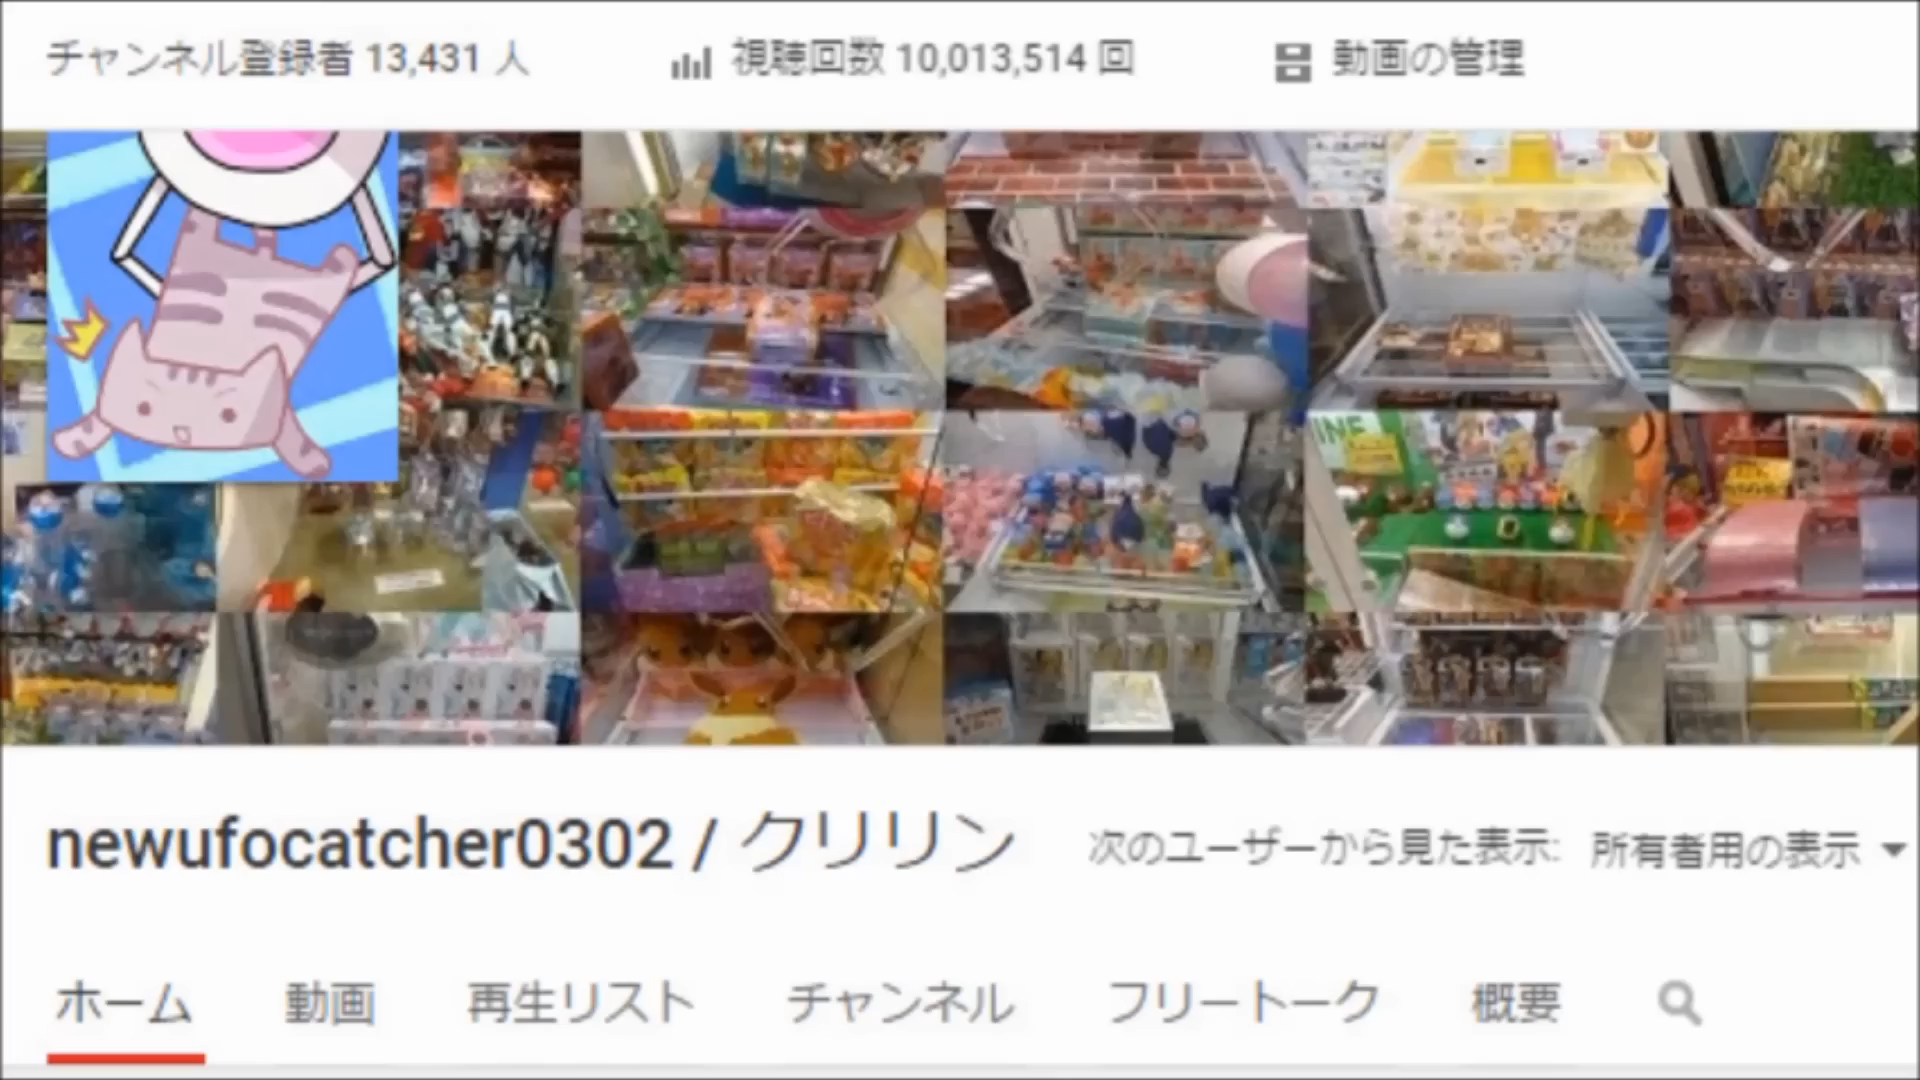 チャンネル登録者 13,431 人 視聴回数 10,013,514 回 動画の管理
INE
newufocatcher0302 / クリリン 次のユーザーから見た表示: 所有者用の表示
ホーム 動画 再生リスト チャンネル フリートーク 概要